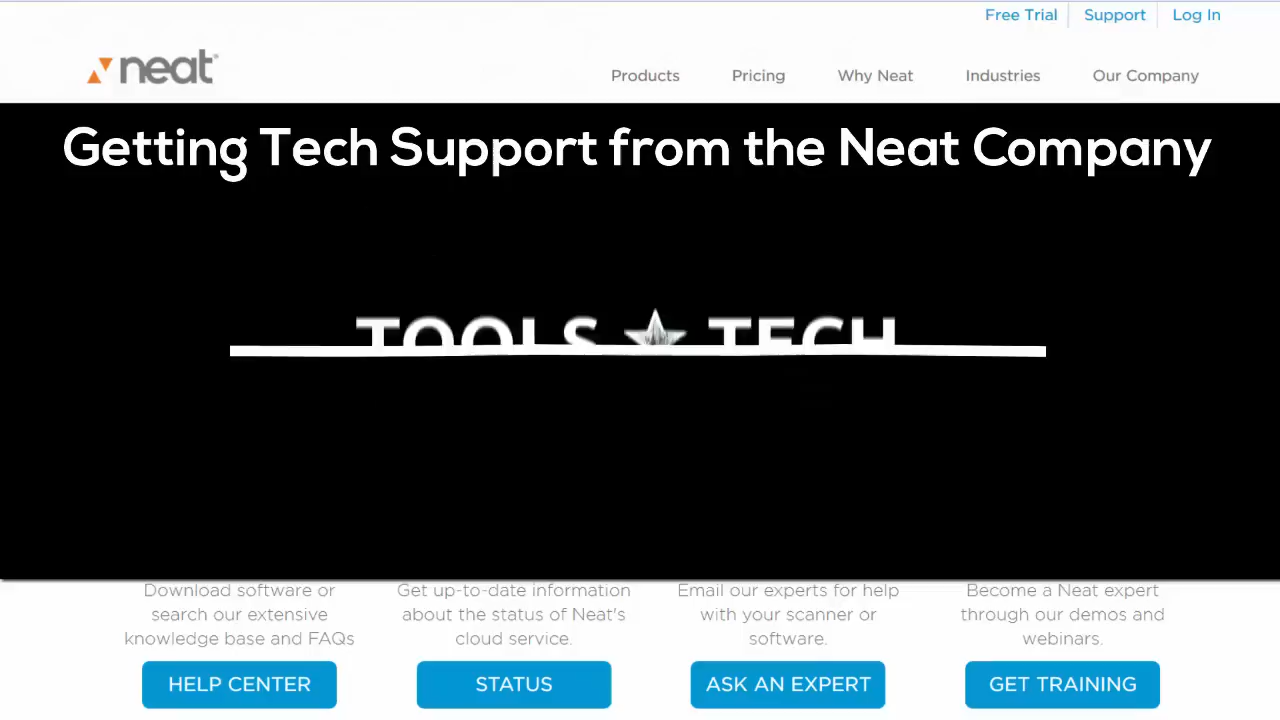 Free Trial Support Log In
neat
Products Pricing Why Neat Industries Our Company
Getting Tech Support from the Neat Company
TOOLS TECH
Download software or
search our extensive
knowledge base and FAQs
HELP CENTER
Get up-to-date information
about the status of Neat's
cloud service.
STATUS
Email our experts for help
with your scanner or
software.
ASK AN EXPERT
Become a Neat expert
through our demos and
webinars.
GET TRAINING